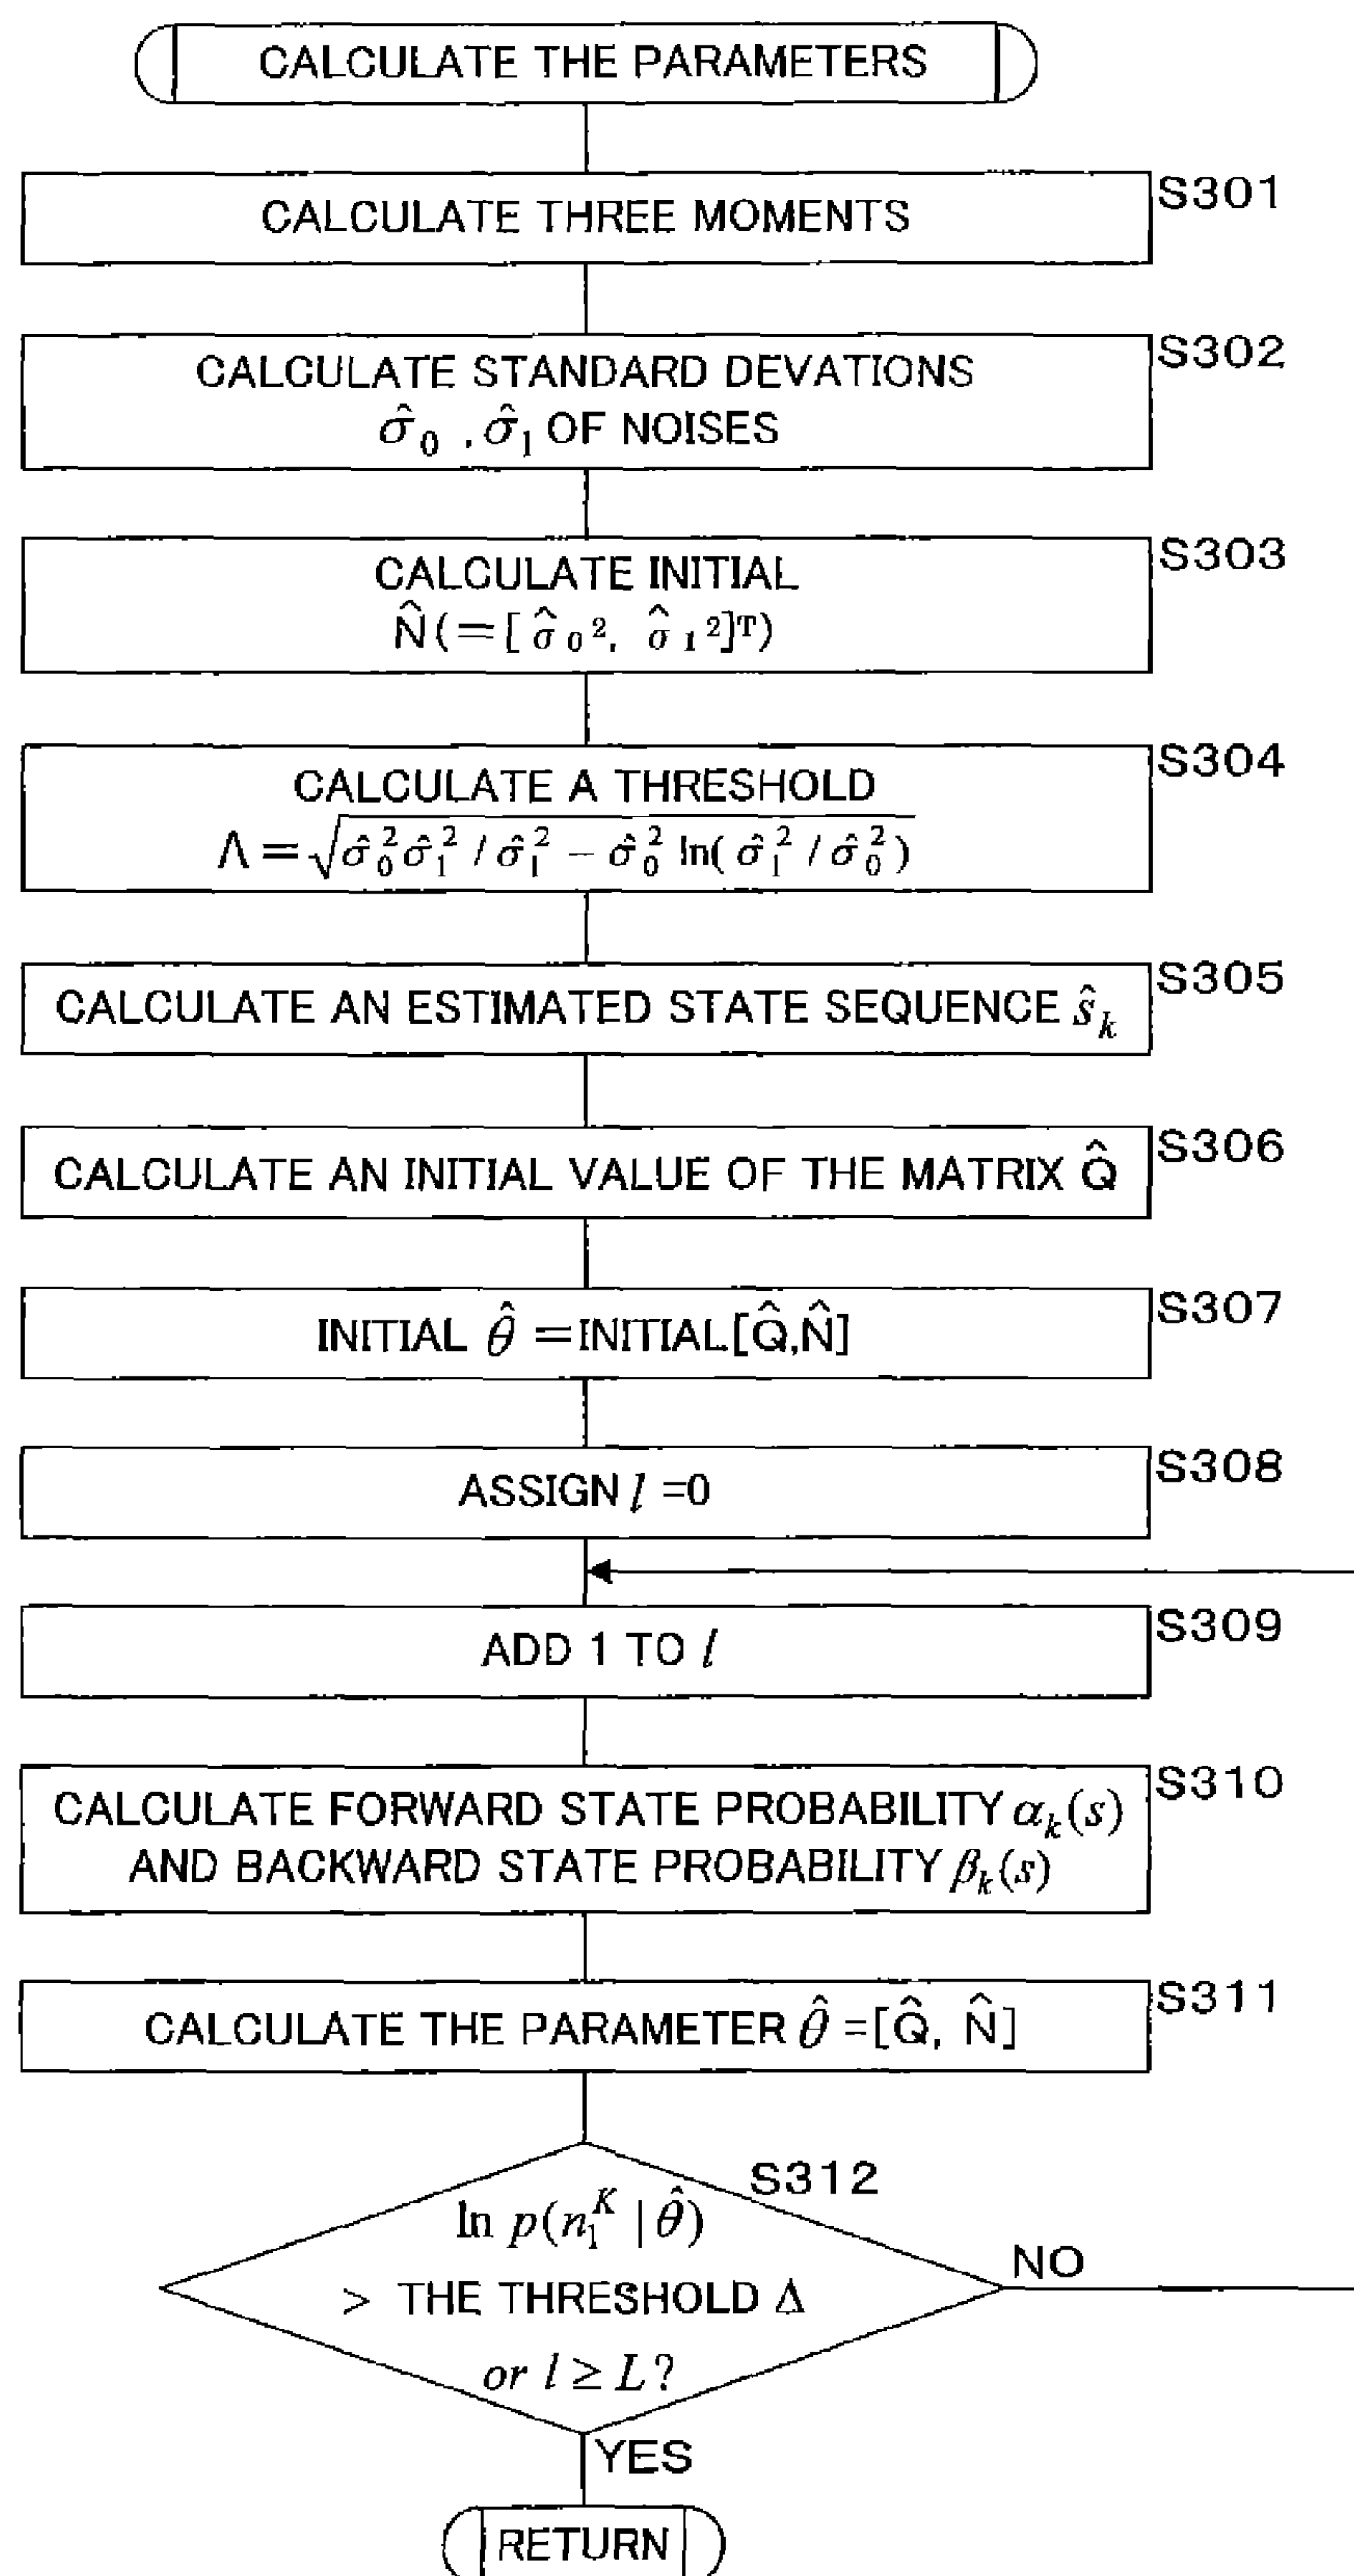 CALCULATE THE PARAMETERS
S301
CALCULATE THREE MOMENTS
S302
CALCULATE STANDARD DEVATIONS
σ̂₀ , σ̂₁ OF NOISES
S303
CALCULATE INITIAL
N̂(=[σ̂₀², σ̂₁²]ᵀ)
S304
CALCULATE A THRESHOLD
Λ=√(σ̂₀²σ̂₁² / σ̂₁² − σ̂₀² ln(σ̂₁² / σ̂₀²))
S305
CALCULATE AN ESTIMATED STATE SEQUENCE ŝₖ
S306
CALCULATE AN INITIAL VALUE OF THE MATRIX Q̂
S307
INITIAL θ̂ =INITIAL[Q̂,N̂]
S308
ASSIGN l =0
S309
ADD 1 TO l
S310
CALCULATE FORWARD STATE PROBABILITY αₖ(s)
AND BACKWARD STATE PROBABILITY βₖ(s)
S311
CALCULATE THE PARAMETER θ̂ =[Q̂, N̂]
S312
ln p(n₁ᴷ | θ̂)
> THE THRESHOLD Δ
or l ≥ L?
NO
YES
RETURN